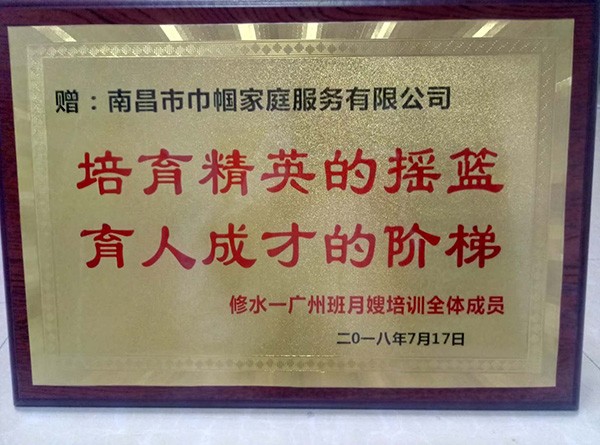 赠：南昌市巾帼家庭服务有限公司
培育精英的摇篮
育人成才的阶梯
修水一广州班月嫂培训全体成员
二0一八年7月17日